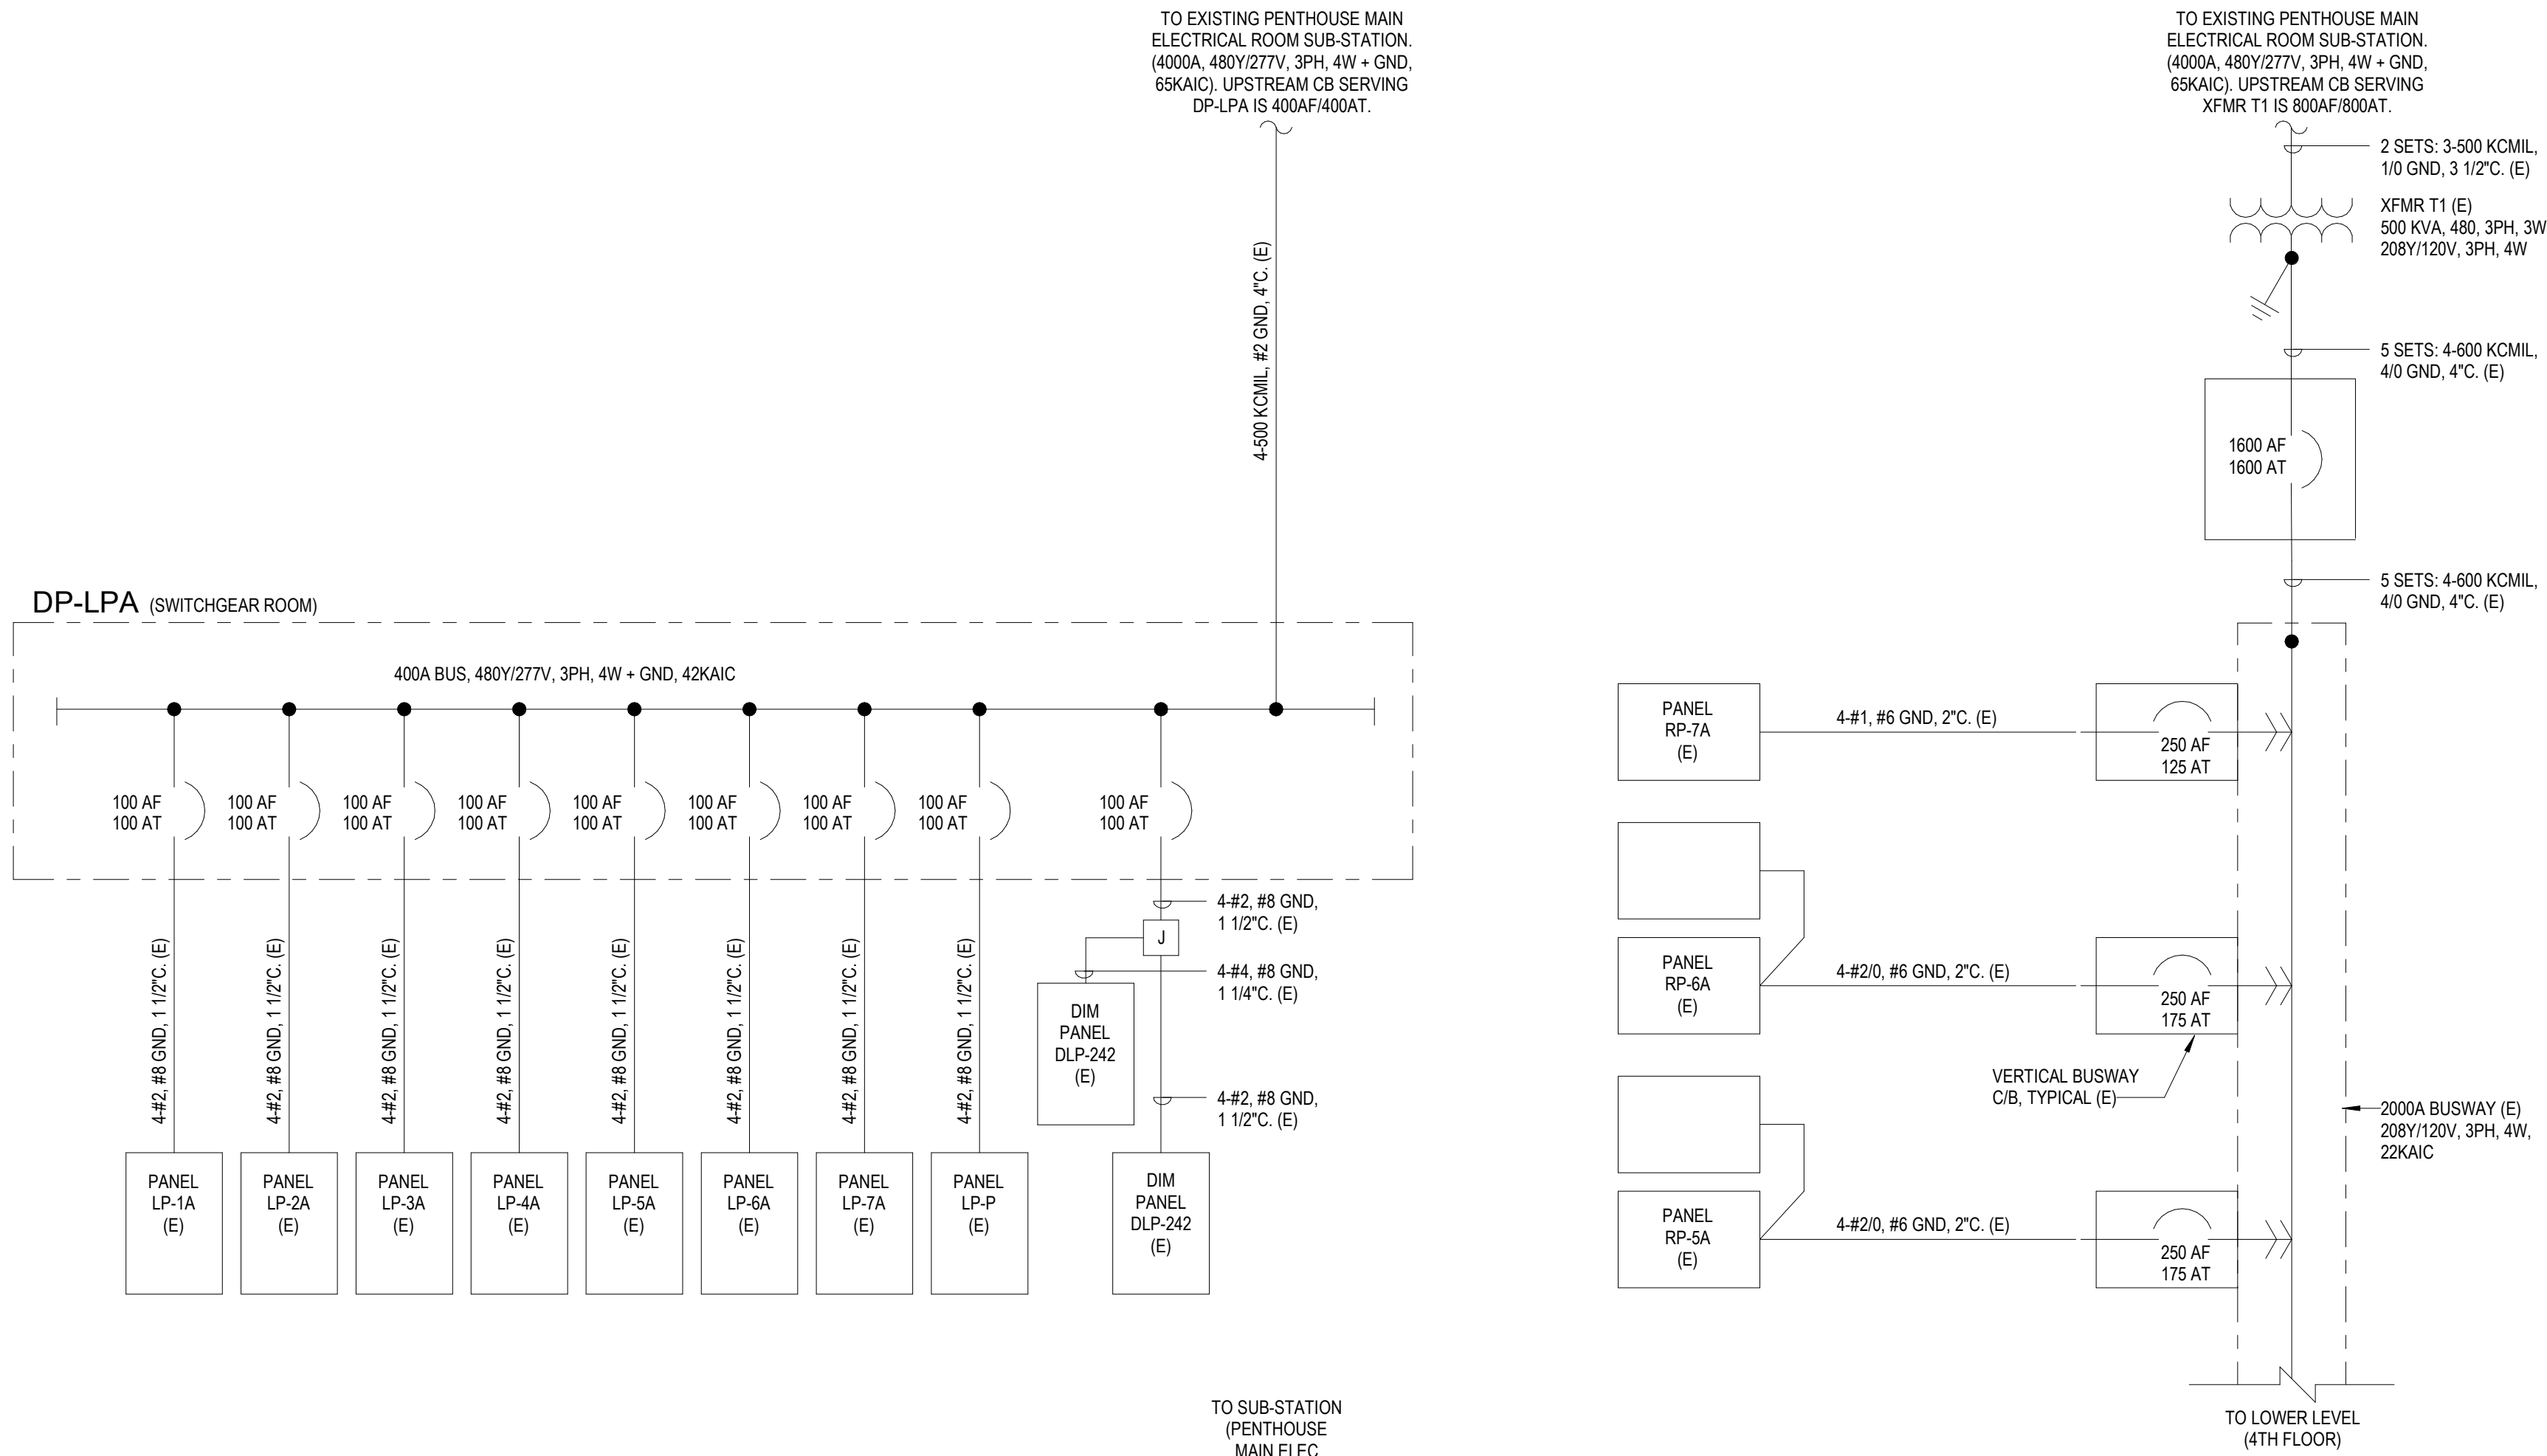 TO EXISTING PENTHOUSE MAIN
ELECTRICAL ROOM SUB-STATION.
(4000A, 480Y/277V, 3PH, 4W + GND,
65KAIC). UPSTREAM CB SERVING
DP-LPA IS 400AF/400AT.
4-500 KCMIL, #2 GND, 4"C. (E)
DP-LPA (SWITCHGEAR ROOM)
400A BUS, 480Y/277V, 3PH, 4W + GND, 42KAIC
100 AF
100 AT
100 AF
100 AT
100 AF
100 AT
100 AF
100 AT
100 AF
100 AT
100 AF
100 AT
100 AF
100 AT
100 AF
100 AT
100 AF
100 AT
4-#2, #8 GND, 1 1/2"C. (E)
4-#2, #8 GND, 1 1/2"C. (E)
4-#2, #8 GND, 1 1/2"C. (E)
4-#2, #8 GND, 1 1/2"C. (E)
4-#2, #8 GND, 1 1/2"C. (E)
4-#2, #8 GND, 1 1/2"C. (E)
4-#2, #8 GND, 1 1/2"C. (E)
4-#2, #8 GND, 1 1/2"C. (E)
4-#2, #8 GND,
1 1/2"C. (E)
J
4-#4, #8 GND,
1 1/4"C. (E)
DIM
PANEL
DLP-242
(E)
4-#2, #8 GND,
1 1/2"C. (E)
PANEL
LP-1A
(E)
PANEL
LP-2A
(E)
PANEL
LP-3A
(E)
PANEL
LP-4A
(E)
PANEL
LP-5A
(E)
PANEL
LP-6A
(E)
PANEL
LP-7A
(E)
PANEL
LP-P
(E)
DIM
PANEL
DLP-242
(E)
TO SUB-STATION
(PENTHOUSE
MAIN ELEC
TO EXISTING PENTHOUSE MAIN
ELECTRICAL ROOM SUB-STATION.
(4000A, 480Y/277V, 3PH, 4W + GND,
65KAIC). UPSTREAM CB SERVING
XFMR T1 IS 800AF/800AT.
2 SETS: 3-500 KCMIL,
1/0 GND, 3 1/2"C. (E)
XFMR T1 (E)
500 KVA, 480, 3PH, 3W
208Y/120V, 3PH, 4W
5 SETS: 4-600 KCMIL,
4/0 GND, 4"C. (E)
1600 AF
1600 AT
5 SETS: 4-600 KCMIL,
4/0 GND, 4"C. (E)
PANEL
RP-7A
(E)
4-#1, #6 GND, 2"C. (E)
250 AF
125 AT
PANEL
RP-6A
(E)
4-#2/0, #6 GND, 2"C. (E)
250 AF
175 AT
VERTICAL BUSWAY
C/B, TYPICAL (E)
2000A BUSWAY (E)
208Y/120V, 3PH, 4W,
22KAIC
PANEL
RP-5A
(E)
4-#2/0, #6 GND, 2"C. (E)
250 AF
175 AT
TO LOWER LEVEL
(4TH FLOOR)